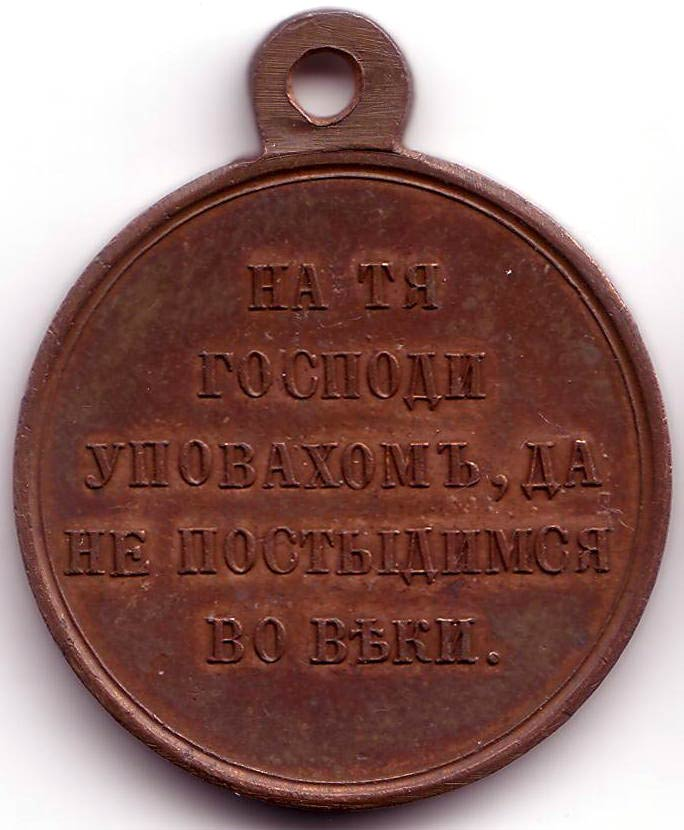 НА ТЯ
ГОСПОДИ
УПОВАХОМЪ, ДА
НЕ ПОСТЫДИМСЯ
ВО ВѢКИ.